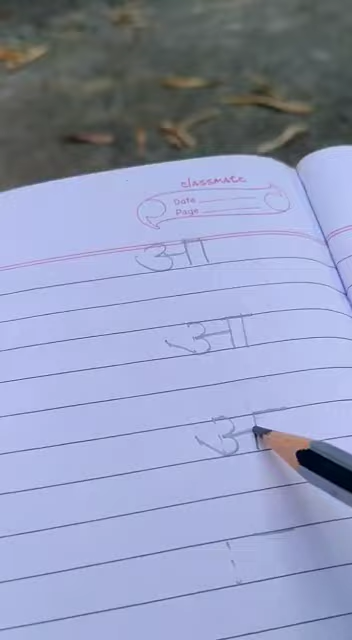 classmate
Date
Page
आ
आ
अ